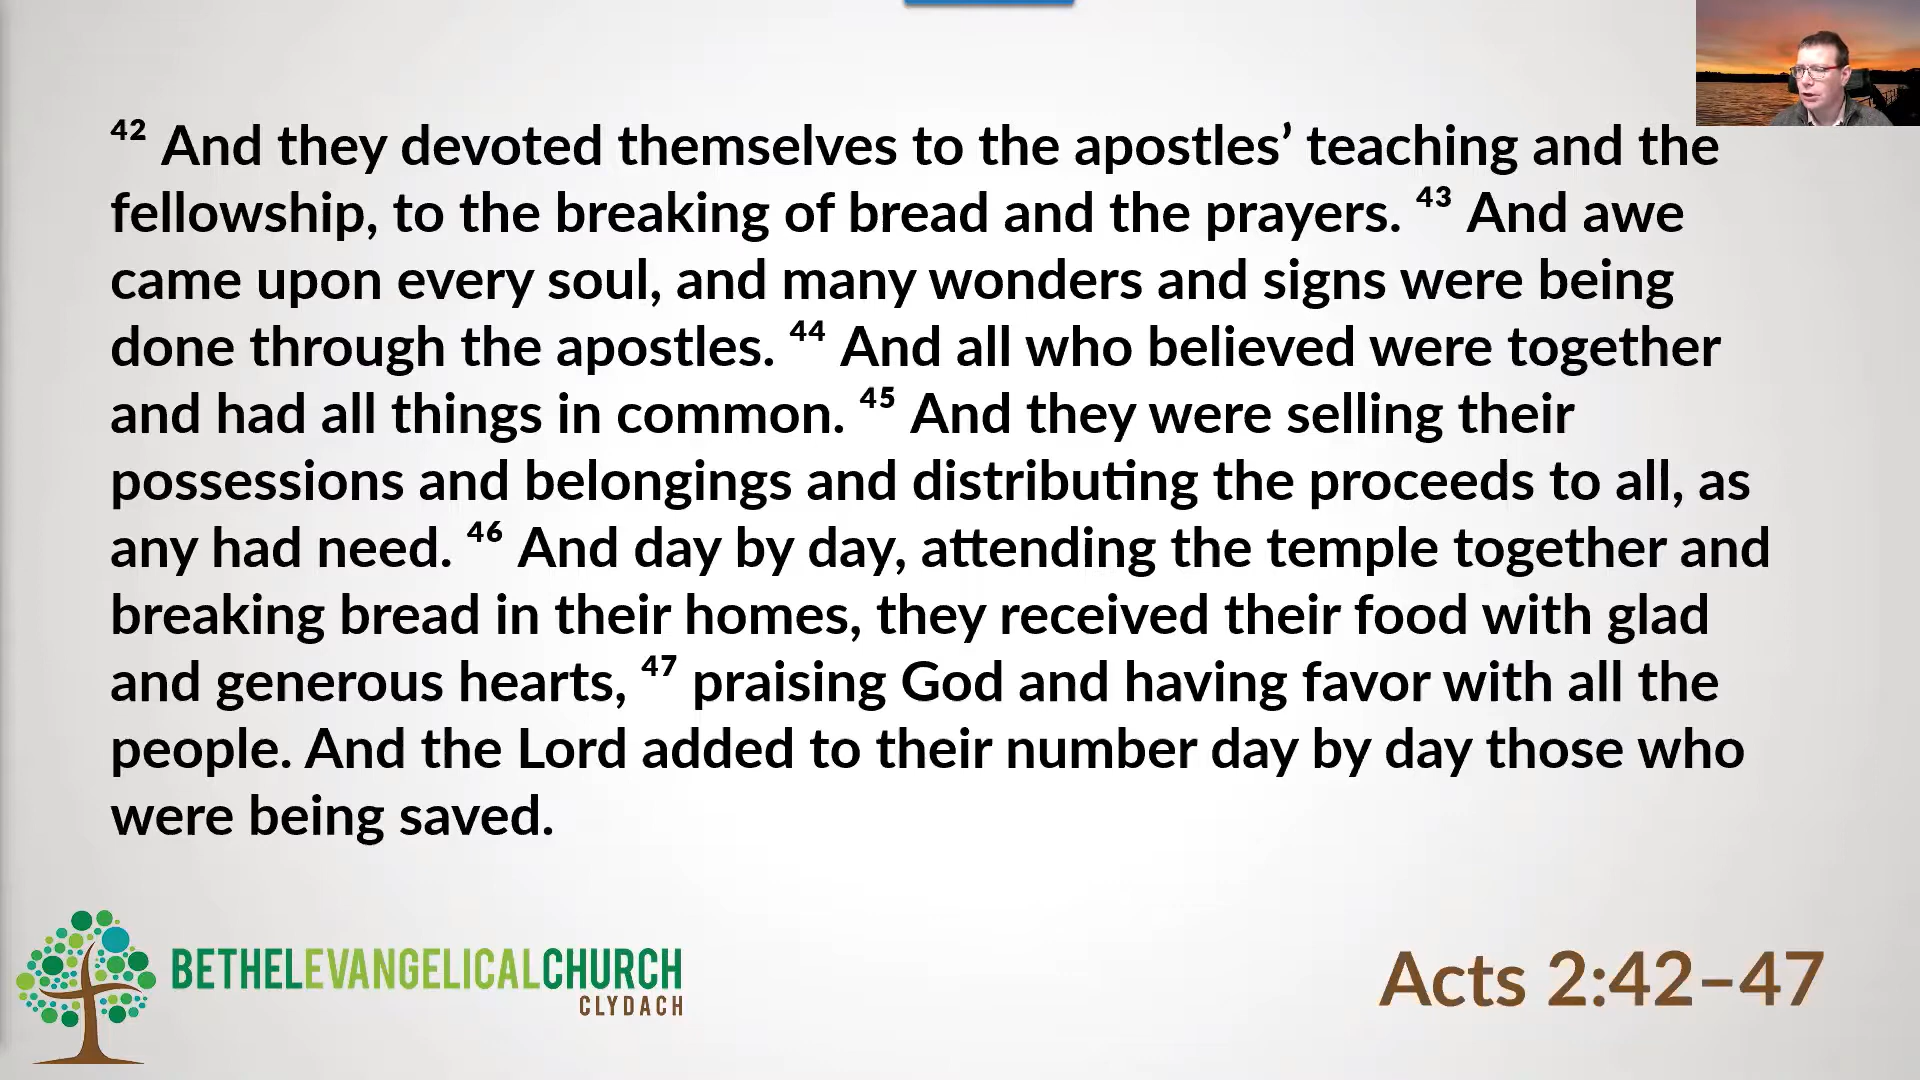 ⁴² And they devoted themselves to the apostles’ teaching and the
fellowship, to the breaking of bread and the prayers. ⁴³ And awe
came upon every soul, and many wonders and signs were being
done through the apostles. ⁴⁴ And all who believed were together
and had all things in common. ⁴⁵ And they were selling their
possessions and belongings and distributing the proceeds to all, as
any had need. ⁴⁶ And day by day, attending the temple together and
breaking bread in their homes, they received their food with glad
and generous hearts, ⁴⁷ praising God and having favor with all the
people. And the Lord added to their number day by day those who
were being saved.
BETHELEVANGELICALCHURCH
CLYDACH
Acts 2:42–47